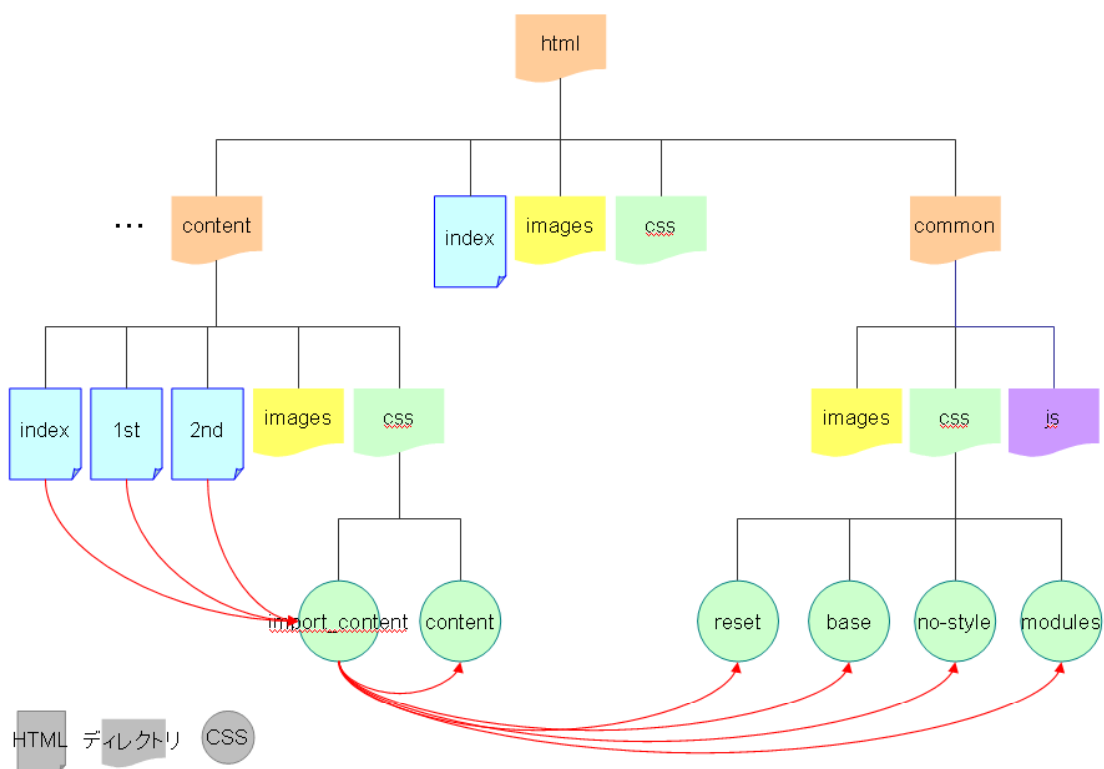 html
… content
index
images
css
common
index
1st
2nd
images
css
images
css
js
import_content
content
reset
base
no-style
modules
HTML
ディレクトリ
CSS